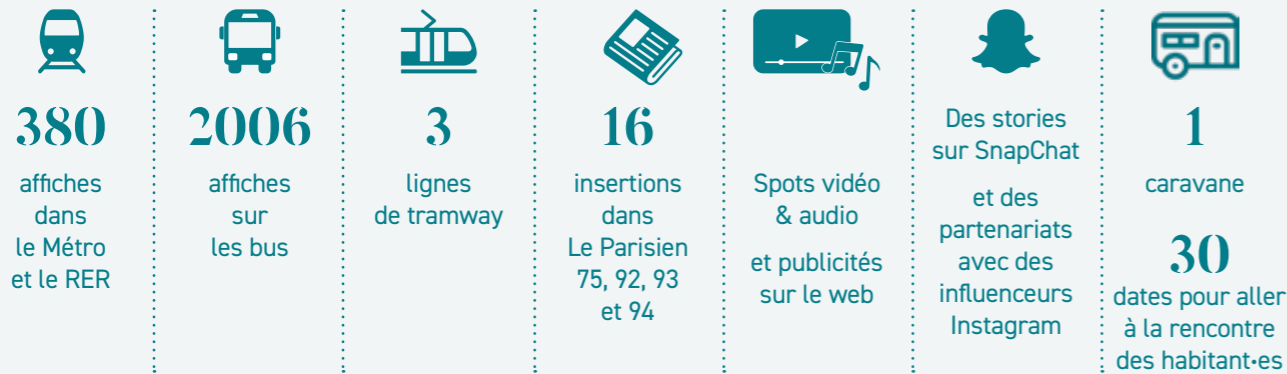 380
affiches
dans
le Métro
et le RER
2006
affiches
sur
les bus
3
lignes
de tramway
16
insertions
dans
Le Parisien
75, 92, 93
et 94
Spots vidéo
& audio
et publicités
sur le web
Des stories
sur SnapChat
et des
partenariats
avec des
influenceurs
Instagram
1
caravane
30
dates pour aller
à la rencontre
des habitant·es